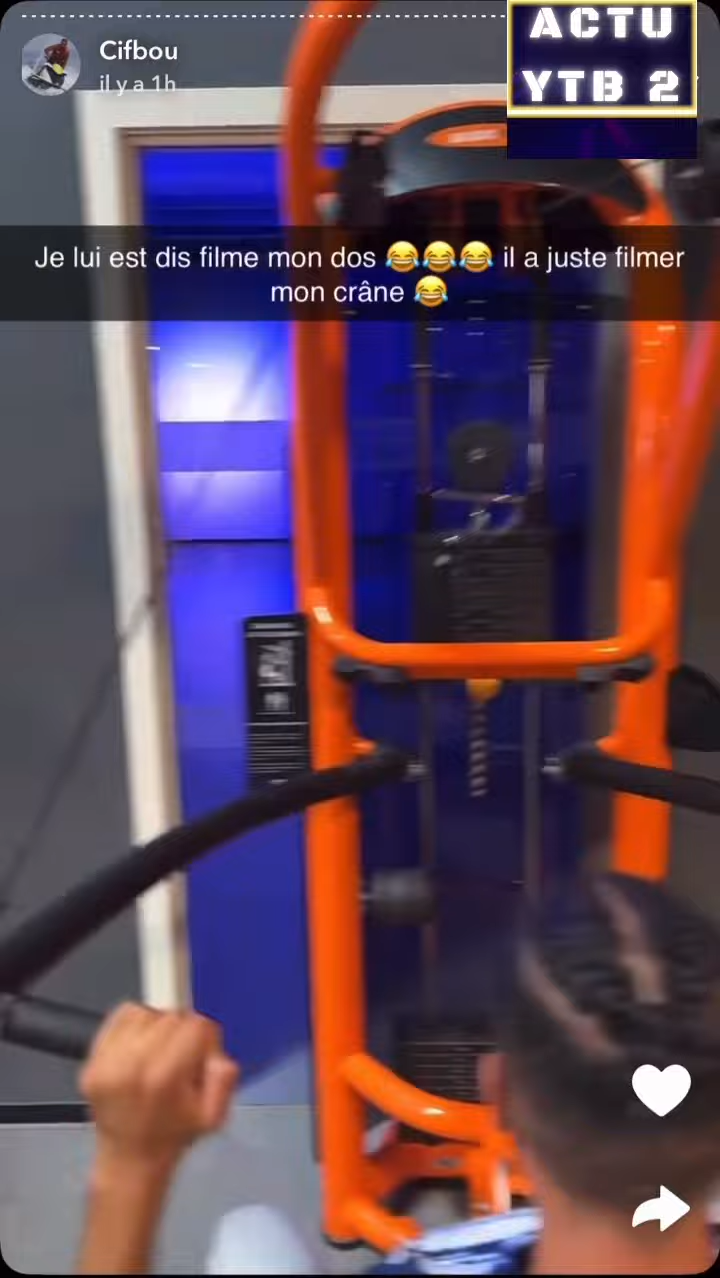 Cifbou
il y a 1h
ACTU
YTB 2
Je lui est dis filme mon dos 😂😂😂 il a juste filmer
mon crâne 😂